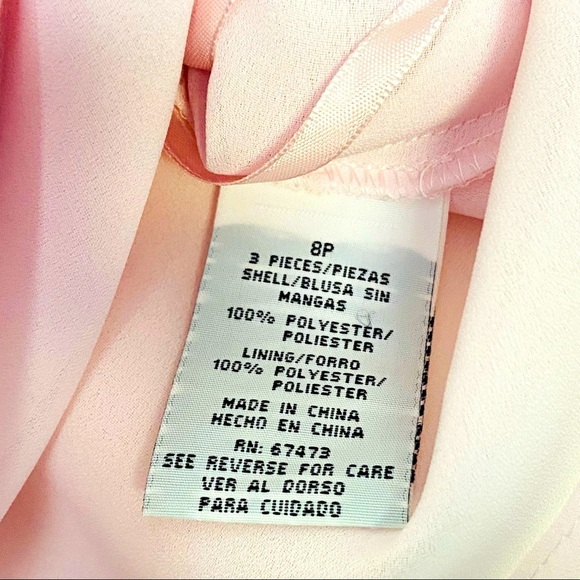 8P
3 PIECES/PIEZAS
SHELL/BLUSA SIN
MANGAS
100% POLYESTER/
POLIESTER
LINING/FORRO
100% POLYESTER/
POLIESTER
MADE IN CHINA
HECHO EN CHINA
RN: 67473
SEE REVERSE FOR CARE
VER AL DORSO
PARA CUIDADO